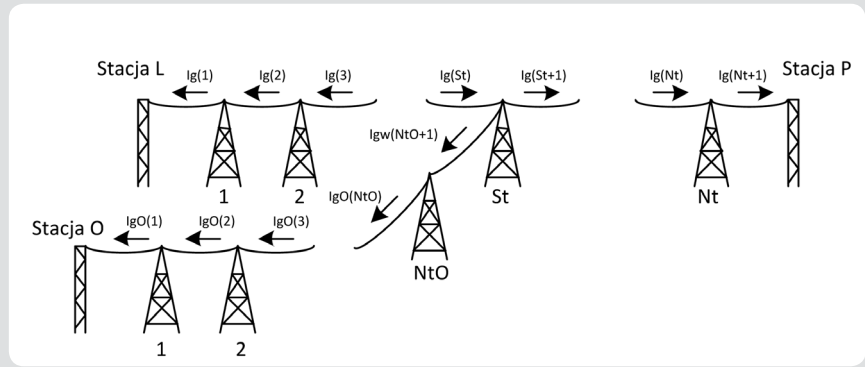 Stacja L
Ig(1)
Ig(2)
Ig(3)
Ig(St)
Ig(St+1)
Ig(Nt)
Ig(Nt+1)
Stacja P
Igw(NtO+1)
1
2
St
Nt
IgO(NtO)
Stacja O
IgO(1)
IgO(2)
IgO(3)
NtO
1
2